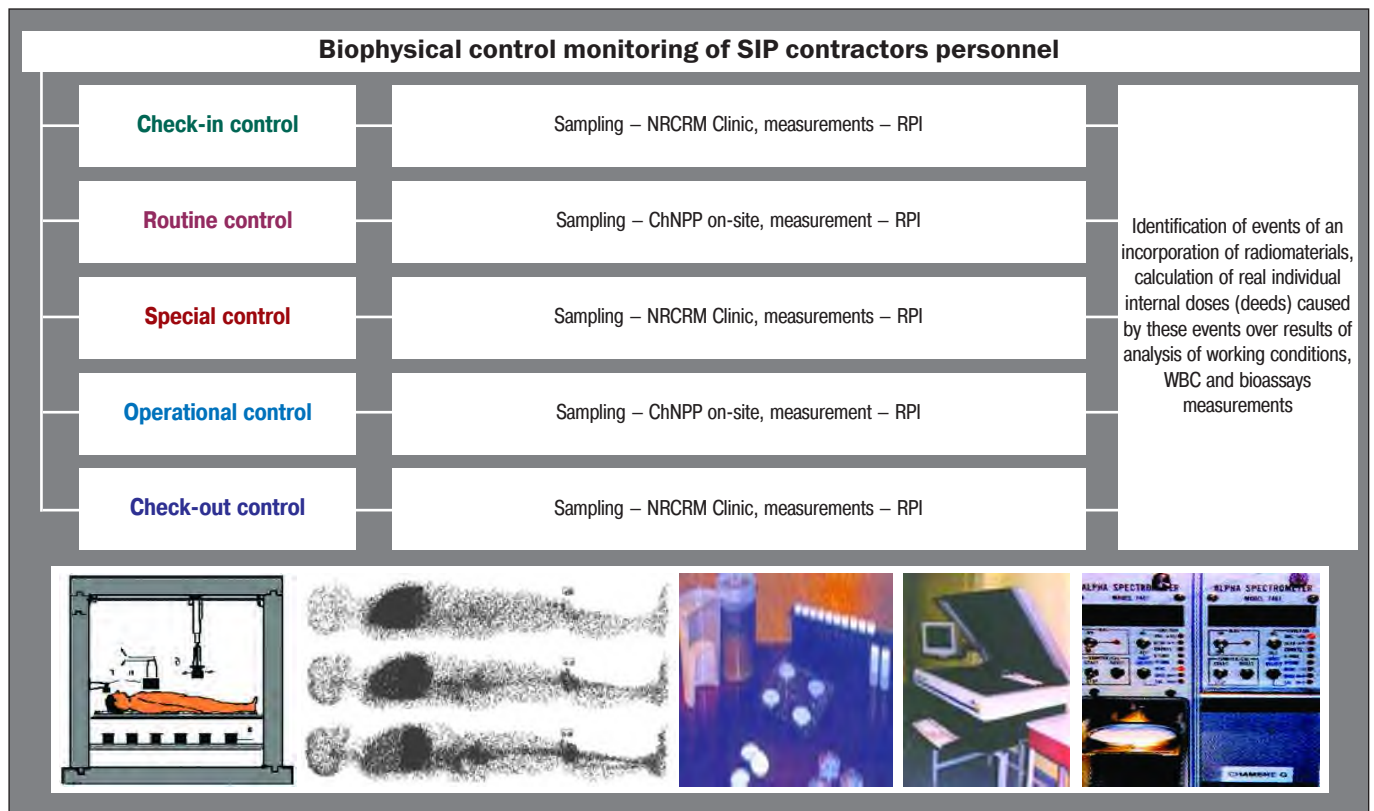 Biophysical control monitoring of SIP contractors personnel
Check-in control
Sampling – NRCRM Clinic, measurements – RPI
Routine control
Sampling – ChNPP on-site, measurement – RPI
Special control
Sampling – NRCRM Clinic, measurements – RPI
Operational control
Sampling – ChNPP on-site, measurement – RPI
Check-out control
Sampling – NRCRM Clinic, measurements – RPI
Identification of events of an
incorporation of radiomaterials,
calculation of real individual
internal doses (deeds) caused
by these events over results of
analysis of working conditions,
WBC and bioassays
measurements
ALPHA SPECTROMETER
ALPHA SPECTROMETER
CHAMBRE